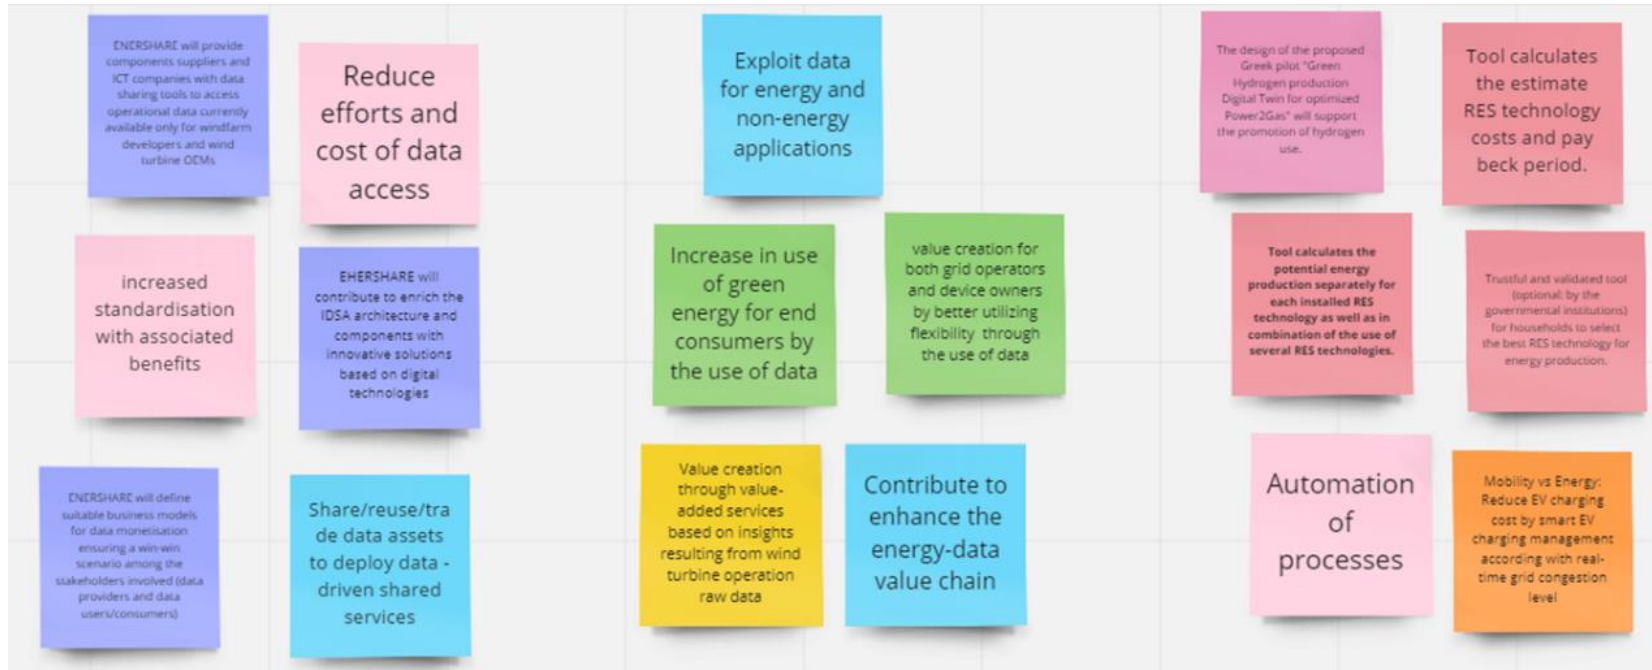 ENERSHARE will provide
components suppliers and
ICT companies with data
sharing tools to access
operational data currently
available only for windfarm
developers and wind
turbine OEMs
Reduce
efforts and
cost of data
access
increased
standardisation
with associated
benefits
EHERSHARE will
contribute to enrich the
IDSA architecture and
components with
innovative solutions
based on digital
technologies
ENERSHARE will define
suitable business models
for data monetisation
ensuring a win-win
scenario among the
stakeholders involved (data
providers and data
users/consumers)
Share/reuse/tra
de data assets
to deploy data -
driven shared
services
Exploit data
for energy and
non-energy
applications
Increase in use
of green
energy for end
consumers by
the use of data
value creation for
both grid operators
and device owners
by better utilizing
flexibility through
the use of data
Value creation
through value-
added services
based on insights
resulting from wind
turbine operation
raw data
Contribute to
enhance the
energy-data
value chain
The design of the proposed
Greek pilot "Green
Hydrogen production
Digital Twin for optimized
Power2Gas" will support
the promotion of hydrogen
use.
Tool calculates
the estimate
RES technology
costs and pay
beck period.
Tool calculates the
potential energy
production separately for
each installed RES
technology as well as in
combination of the use of
several RES technologies.
Trustful and validated tool
(optional: by the
governmental institutions)
for households to select
the best RES technology for
energy production.
Automation
of
processes
Mobility vs Energy:
Reduce EV charging
cost by smart EV
charging management
according with real-
time grid congestion
level